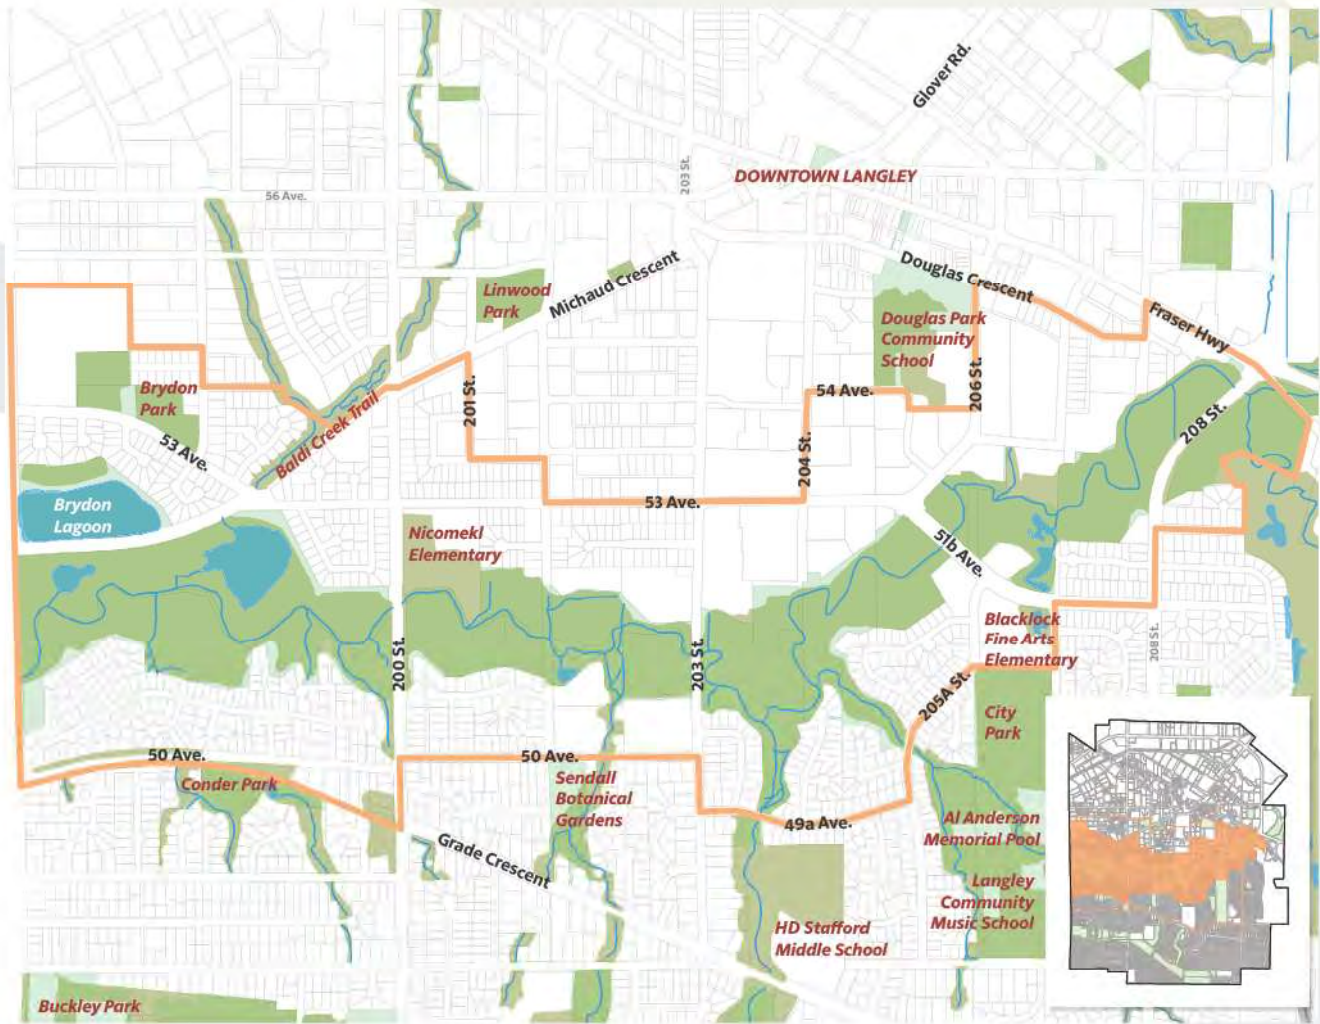 Glover Rd.
203 St.
DOWNTOWN LANGLEY
56 Ave.
Michaud Crescent
Linwood
Park
Douglas Crescent
Fraser Hwy
Douglas Park
Community
School
206 St.
54 Ave.
201 St.
Brydon
Park
Baldi Creek Trail
53 Ave.
204 St.
208 St.
53 Ave.
Brydon
Lagoon
Nicomekl
Elementary
51b Ave.
Blacklock
Fine Arts
Elementary
208 St.
200 St.
203 St.
205A St.
City
Park
50 Ave.
50 Ave.
Conder Park
Sendall
Botanical
Gardens
49a Ave.
Al Anderson
Memorial Pool
Grade Crescent
Langley
Community
Music School
HD Stafford
Middle School
Buckley Park